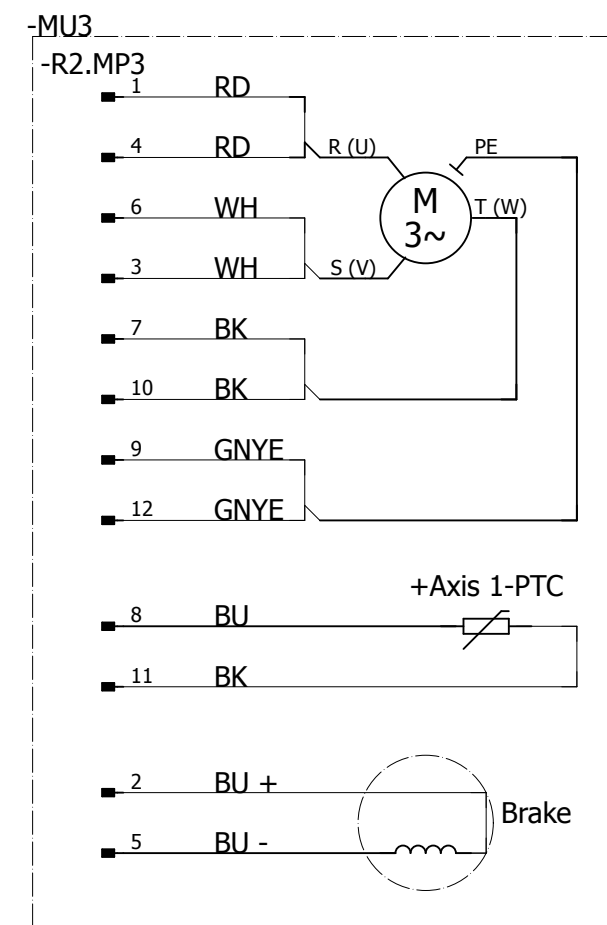 -MU3
-R2.MP3
1 RD
4 RD R (U) PE
6 WH M T (W)
3~
3 WH S (V)
7 BK
10 BK
9 GNYE
12 GNYE
+Axis 1-PTC
8 BU
11 BK
2 BU +
Brake
5 BU -